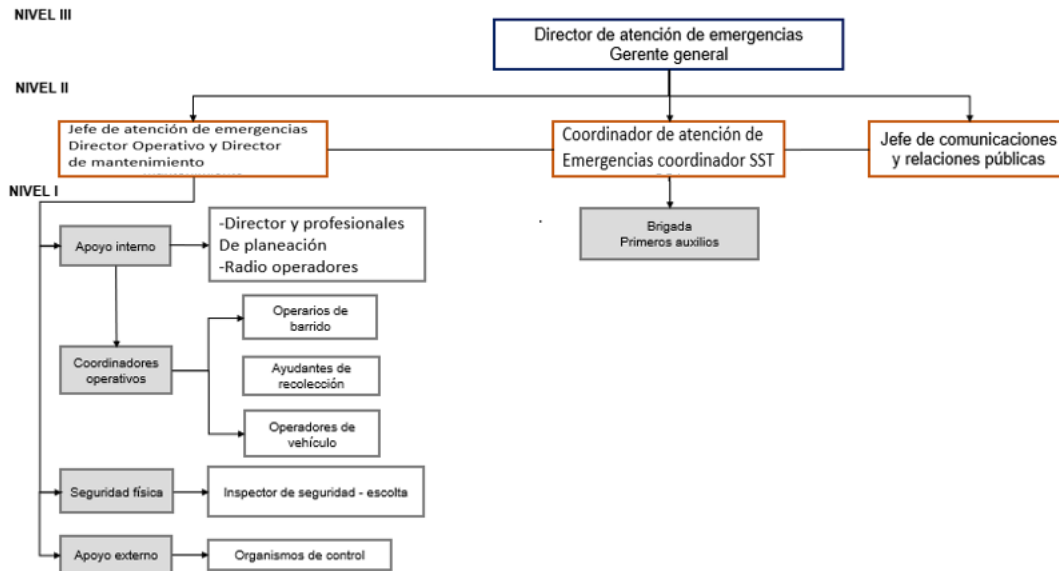 NIVEL III
Director de atención de emergencias
Gerente general
NIVEL II
Jefe de atención de emergencias
Director Operativo y Director
de mantenimiento
Coordinador de atención de
Emergencias coordinador SST
Jefe de comunicaciones
y relaciones públicas
NIVEL I
Apoyo interno
-Director y profesionales
De planeación
-Radio operadores
Brigada
Primeros auxilios
Coordinadores
operativos
Operarios de
barrido
Ayudantes de
recolección
Operadores de
vehículo
Seguridad física
Inspector de seguridad - escolta
Apoyo externo
Organismos de control